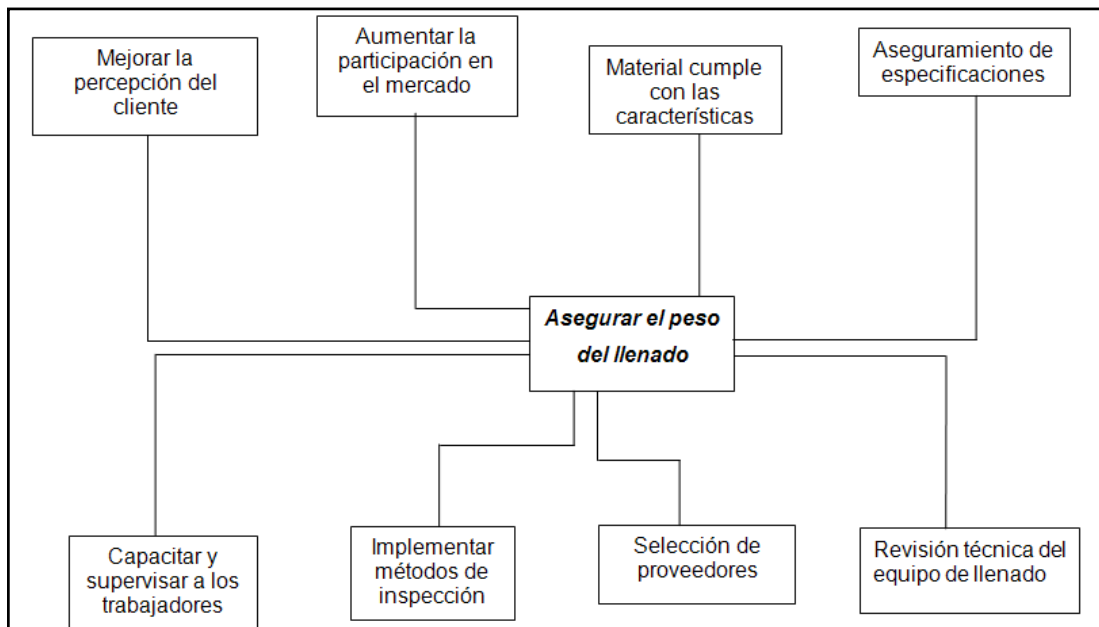 Mejorar la
percepción del
cliente
Aumentar la
participación en
el mercado
Material cumple
con las
características
Aseguramiento de
especificaciones
Asegurar el peso
del llenado
Capacitar y
supervisar a los
trabajadores
Implementar
métodos de
inspección
Selección de
proveedores
Revisión técnica del
equipo de llenado